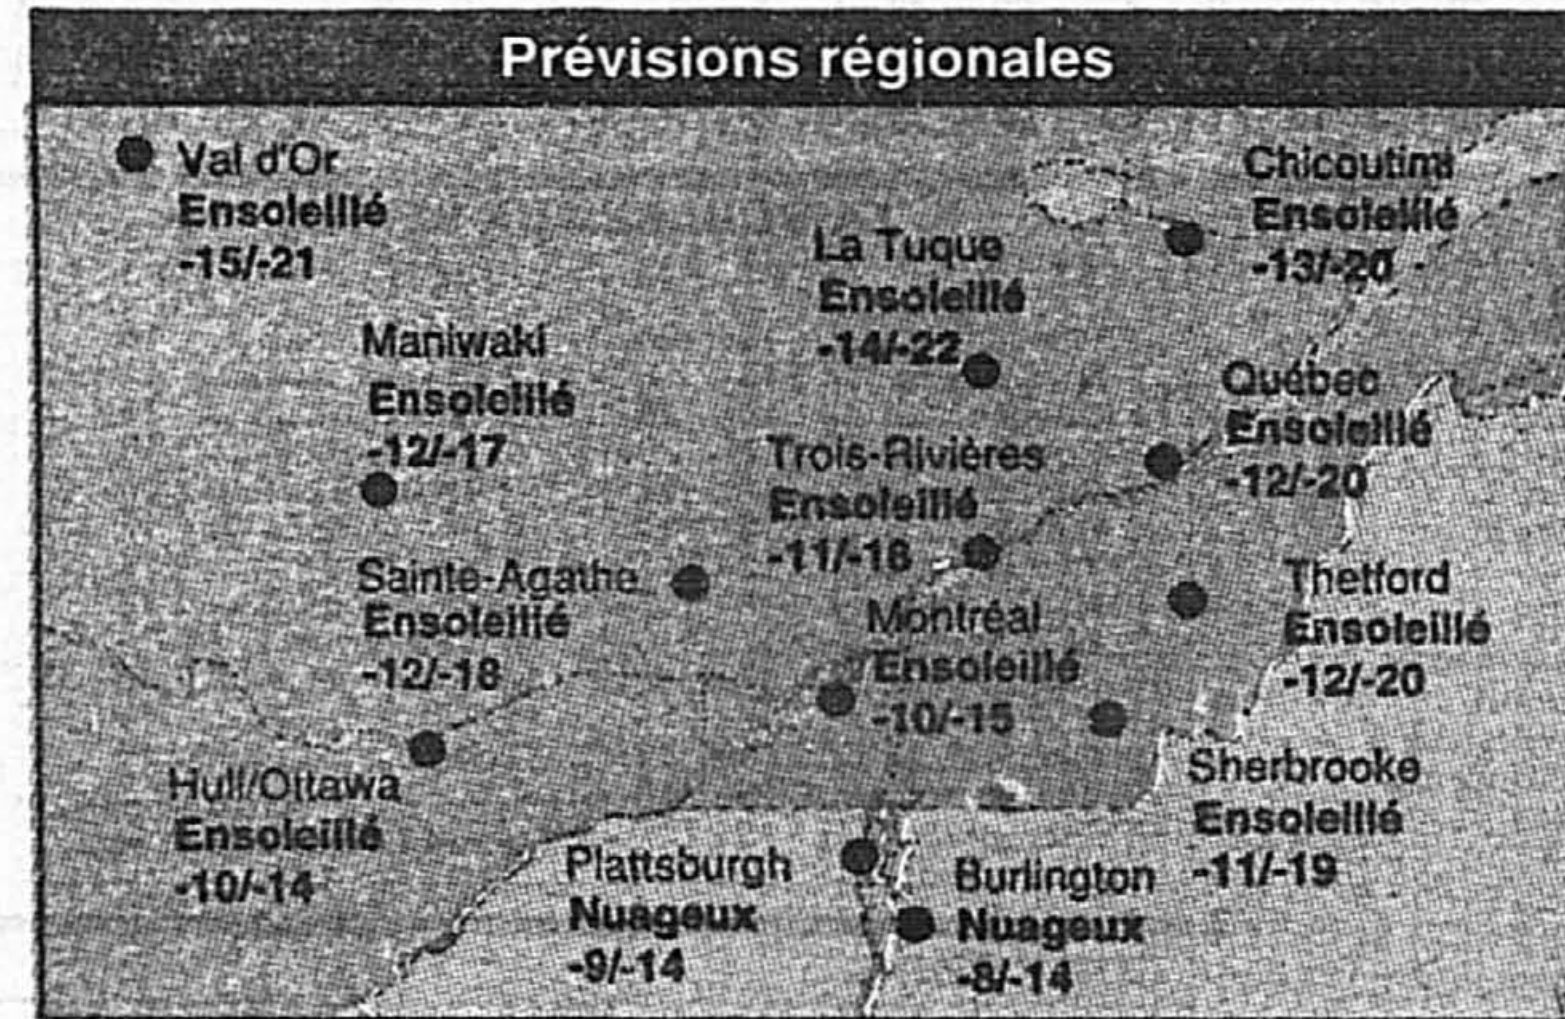 Prévisions régionales
Val d'Or
Ensoleillé
-15/-21
Chicoutimi
Ensoleillé
-13/-20
La Tuque
Ensoleillé
-14/-22
Maniwaki
Ensoleillé
-12/-17
Québec
Ensoleillé
-12/-20
Trois-Rivières
Ensoleillé
Sainte-Agathe
Ensoleillé
-12/-18
Thetford
Ensoleillé
-12/-20
Montréal
Ensoleillé
-10/-15
Hull/Ottawa
Ensoleillé
-10/-14
Sherbrooke
Ensoleillé
-11/-19
Plattsburgh
Nuageux
-9/-14
Burlington
Nuageux
-8/-14